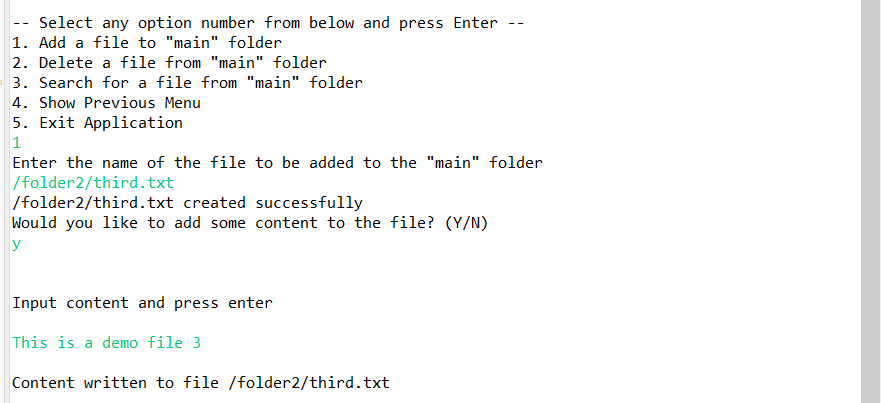 -- Select any option number from below and press Enter --
1. Add a file to "main" folder
2. Delete a file from "main" folder
3. Search for a file from "main" folder
4. Show Previous Menu
5. Exit Application
1
Enter the name of the file to be added to the "main" folder
/folder2/third.txt
/folder2/third.txt created successfully
Would you like to add some content to the file? (Y/N)
y
Input content and press enter
This is a demo file 3
Content written to file /folder2/third.txt